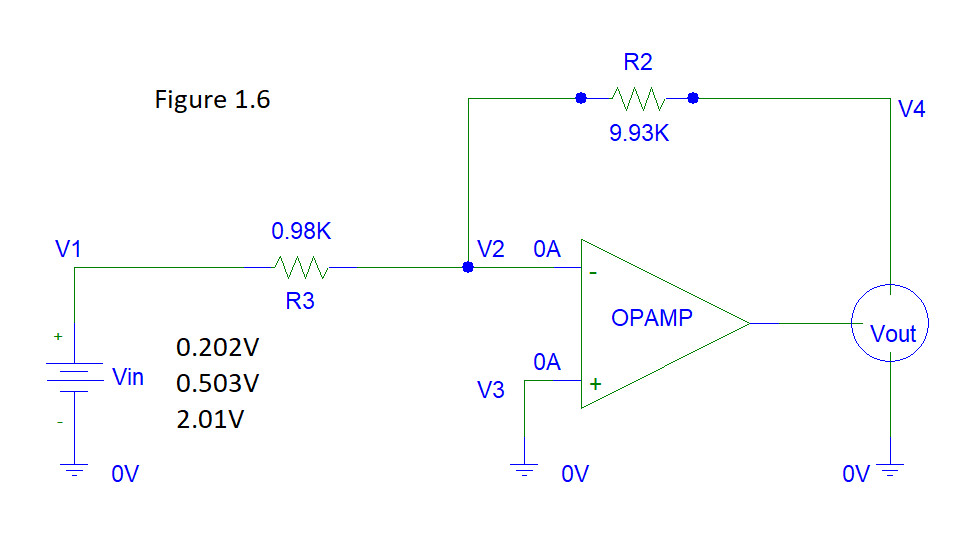 R2
Figure 1.6
V4
9.93K
0.98K
V1
V2
0A
-
R3
OPAMP
+
Vout
0.202V
0A
Vin
0.503V
V3
+
-
2.01V
0V
0V
0V